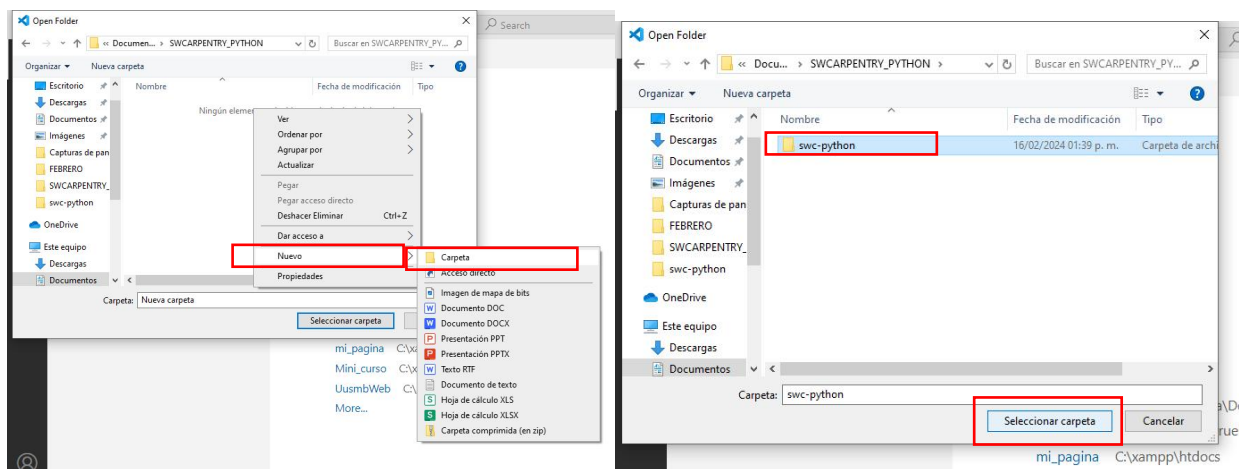 Open Folder
Search
« Documen... > SWCARPENTRY_PYTHON
Buscar en SWCARPENTRY_PY...
Organizar
Nueva carpeta
Escritorio
Descargas
Documentos
Imágenes
Capturas de pan
FEBRERO
SWCARPENTRY_
swc-python
OneDrive
Este equipo
Descargas
Documentos
Nombre
Fecha de modificación
Tipo
Ningún eleme
Ver
Ordenar por
Agrupar por
Actualizar
Pegar
Pegar acceso directo
Deshacer Eliminar Ctrl+Z
Dar acceso a
Nuevo
Propiedades
Carpeta
Acceso directo
Imagen de mapa de bits
Documento DOC
Documento DOCX
Presentación PPT
Presentación PPTX
Texto RTF
Documento de texto
Hoja de cálculo XLS
Hoja de cálculo XLSX
Carpeta comprimida (en zip)
Carpeta: Nueva carpeta
Seleccionar carpeta
mi_pagina C:\xa
Mini_curso C:\x
UusmbWeb C:\
More...
Open Folder
« Docu... > SWCARPENTRY_PYTHON >
Buscar en SWCARPENTRY_PY...
Organizar
Nueva carpeta
Escritorio
Descargas
Documentos
Imágenes
Capturas de pan
FEBRERO
SWCARPENTRY_
swc-python
OneDrive
Este equipo
Descargas
Documentos
Nombre
Fecha de modificación
Tipo
swc-python 16/02/2024 01:39 p. m. Carpeta de archi
Carpeta: swc-python
Seleccionar carpeta
Cancelar
a\D
rue
mi_pagina C:\xampp\htdocs